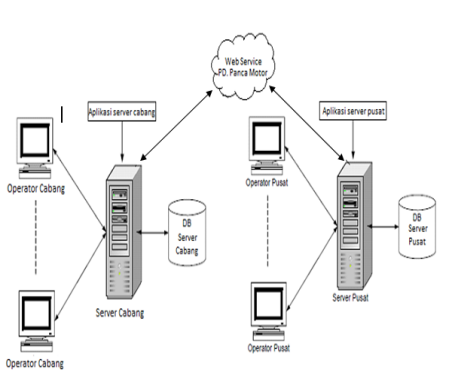 Web Service
PD. Panca Motor
Aplikasi server cabang
Aplikasi server pusat
Operator Cabang
Operator Pusat
DB
Server
Cabang
DB
Server
Pusat
Server Cabang
Server Pusat
Operator Cabang
Operator Pusat